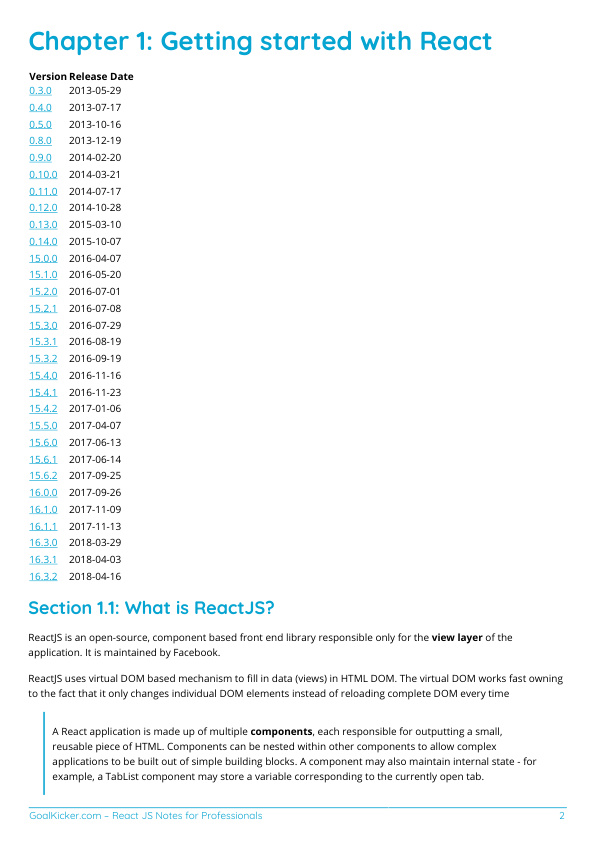 Chapter 1: Getting started with React
Version Release Date
0.3.0 2013-05-29
0.4.0 2013-07-17
0.5.0 2013-10-16
0.8.0 2013-12-19
0.9.0 2014-02-20
0.10.0 2014-03-21
0.11.0 2014-07-17
0.12.0 2014-10-28
0.13.0 2015-03-10
0.14.0 2015-10-07
15.0.0 2016-04-07
15.1.0 2016-05-20
15.2.0 2016-07-01
15.2.1 2016-07-08
15.3.0 2016-07-29
15.3.1 2016-08-19
15.3.2 2016-09-19
15.4.0 2016-11-16
15.4.1 2016-11-23
15.4.2 2017-01-06
15.5.0 2017-04-07
15.6.0 2017-06-13
15.6.1 2017-06-14
15.6.2 2017-09-25
16.0.0 2017-09-26
16.1.0 2017-11-09
16.1.1 2017-11-13
16.3.0 2018-03-29
16.3.1 2018-04-03
16.3.2 2018-04-16
Section 1.1: What is ReactJS?
ReactJS is an open-source, component based front end library responsible only for the view layer of the
application. It is maintained by Facebook.
ReactJS uses virtual DOM based mechanism to fill in data (views) in HTML DOM. The virtual DOM works fast owning
to the fact that it only changes individual DOM elements instead of reloading complete DOM every time
A React application is made up of multiple components, each responsible for outputting a small,
reusable piece of HTML. Components can be nested within other components to allow complex
applications to be built out of simple building blocks. A component may also maintain internal state - for
example, a TabList component may store a variable corresponding to the currently open tab.
GoalKicker.com – React JS Notes for Professionals 2